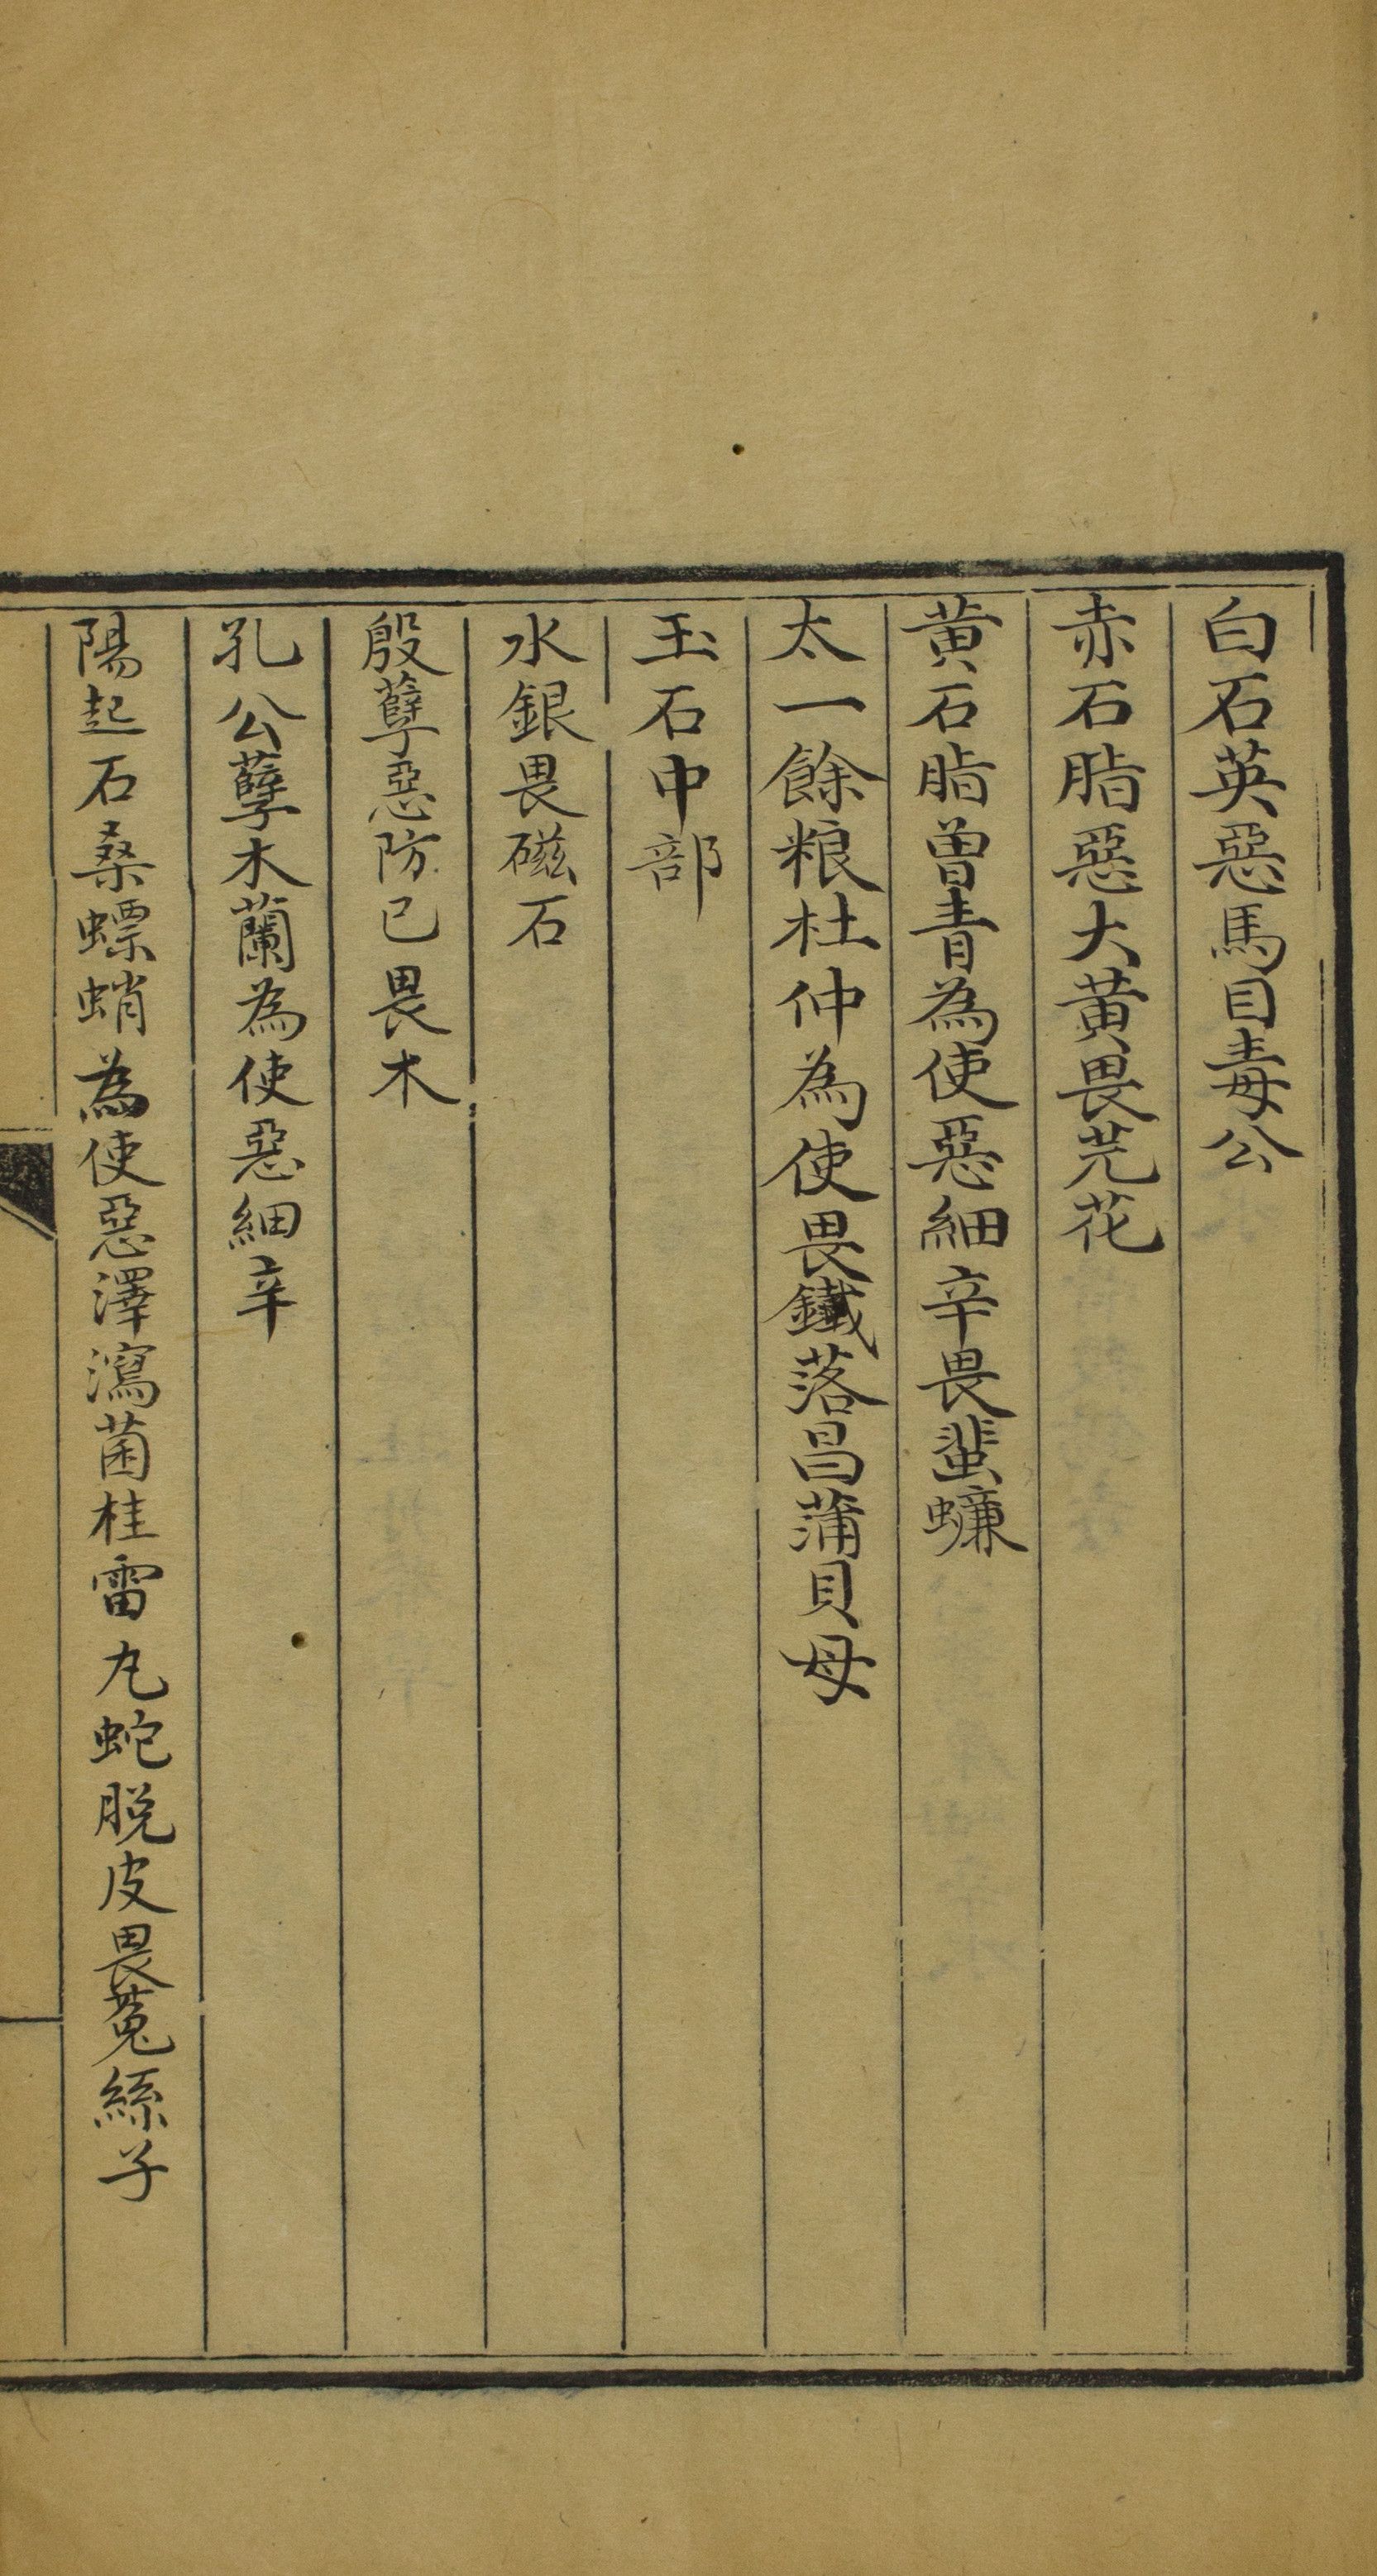 白石英惡馬目毒公
赤石脂惡大黃畏芫花
黃石脂曾青為使惡細辛畏蜚蠊
太一餘粮杜仲為使畏鐵落昌蒲貝母
玉石中部
水銀畏磁石
殷孽惡防已畏木
孔公孽木蘭為使惡細辛
陽起石桑螵蛸為使惡澤瀉菌桂雷丸蛇脱皮畏菟絲子